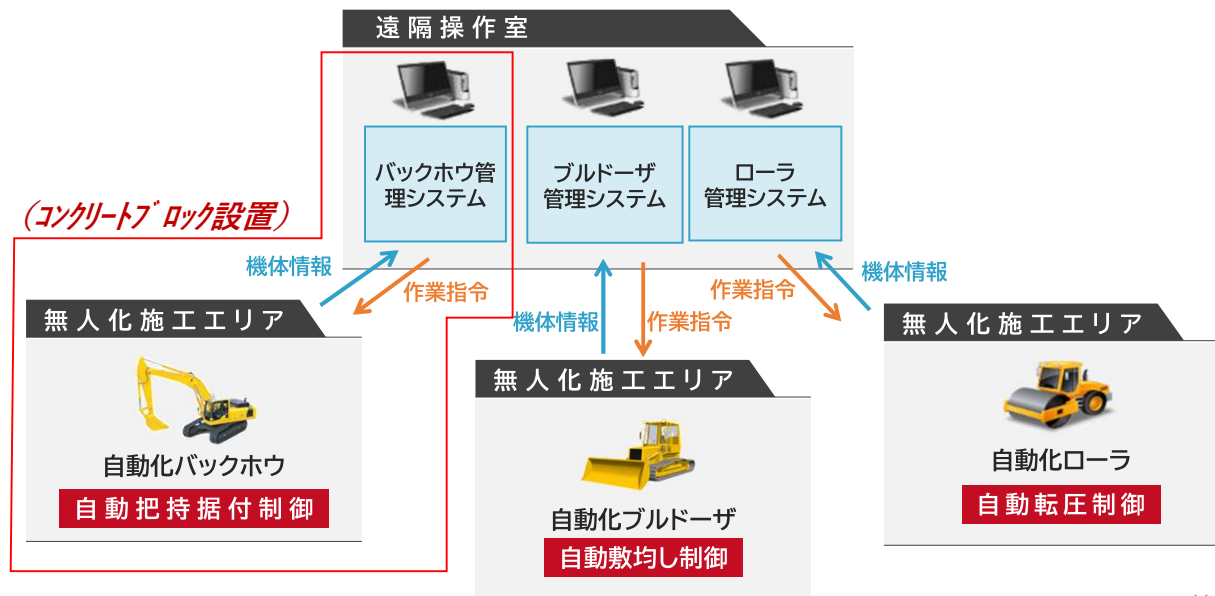 遠隔操作室
バックホウ管
理システム
ブルドーザ
管理システム
ローラ
管理システム
(コンクリートブロック設置)
機体情報
作業指令
機体情報
作業指令
作業指令
機体情報
無人化施工エリア
自動化バックホウ
自動把持据付制御
無人化施工エリア
自動化ブルドーザ
自動敷均し制御
無人化施工エリア
自動化ローラ
自動転圧制御